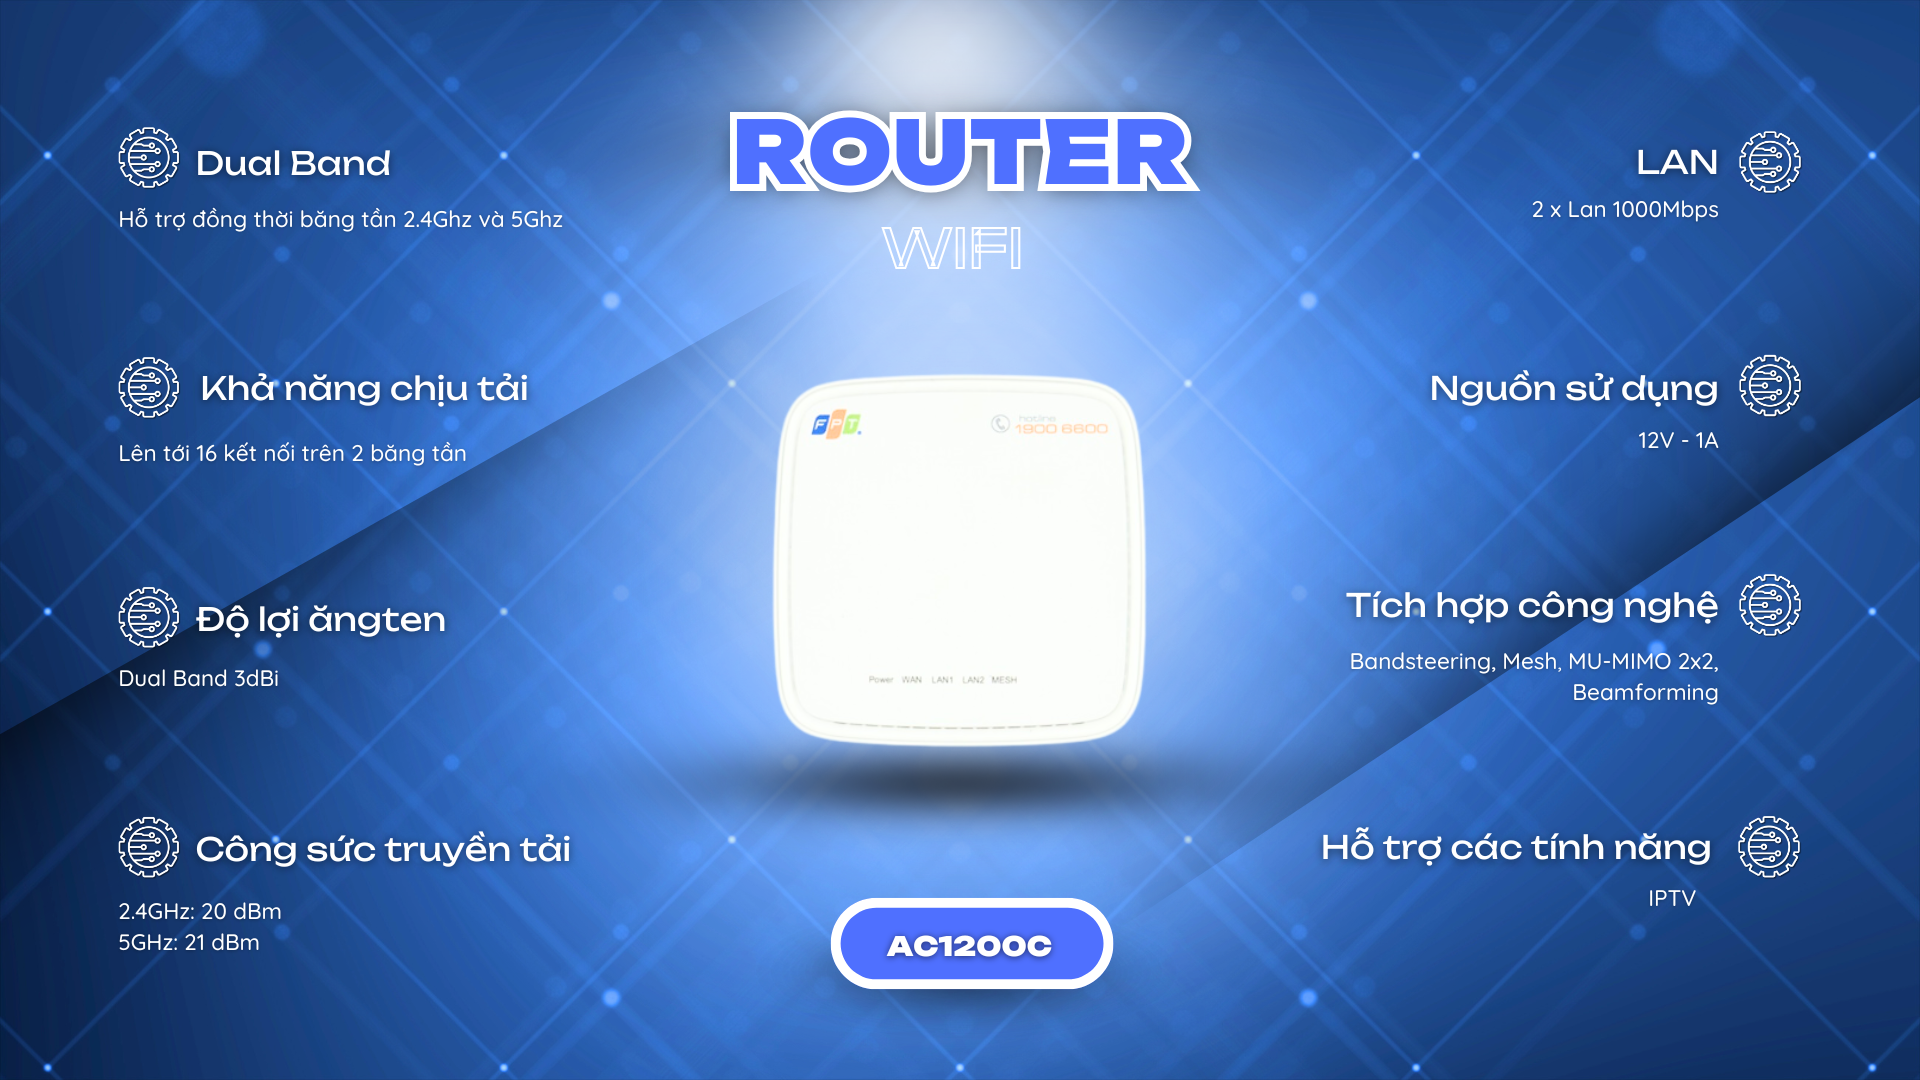 ROUTER
WIFI
Dual Band
Hỗ trợ đồng thời băng tần 2.4Ghz và 5Ghz
Khả năng chịu tải
Lên tới 16 kết nối trên 2 băng tần
Độ lợi ăngten
Dual Band 3dBi
Công sức truyền tải
2.4GHz: 20 dBm
5GHz: 21 dBm
FPT
hotline
1900 6600
Power WAN LAN1 LAN2 MESH
AC1200C
LAN
2 x Lan 1000Mbps
Nguồn sử dụng
12V - 1A
Tích hợp công nghệ
Bandsteering, Mesh, MU-MIMO 2x2,
Beamforming
Hỗ trợ các tính năng
IPTV